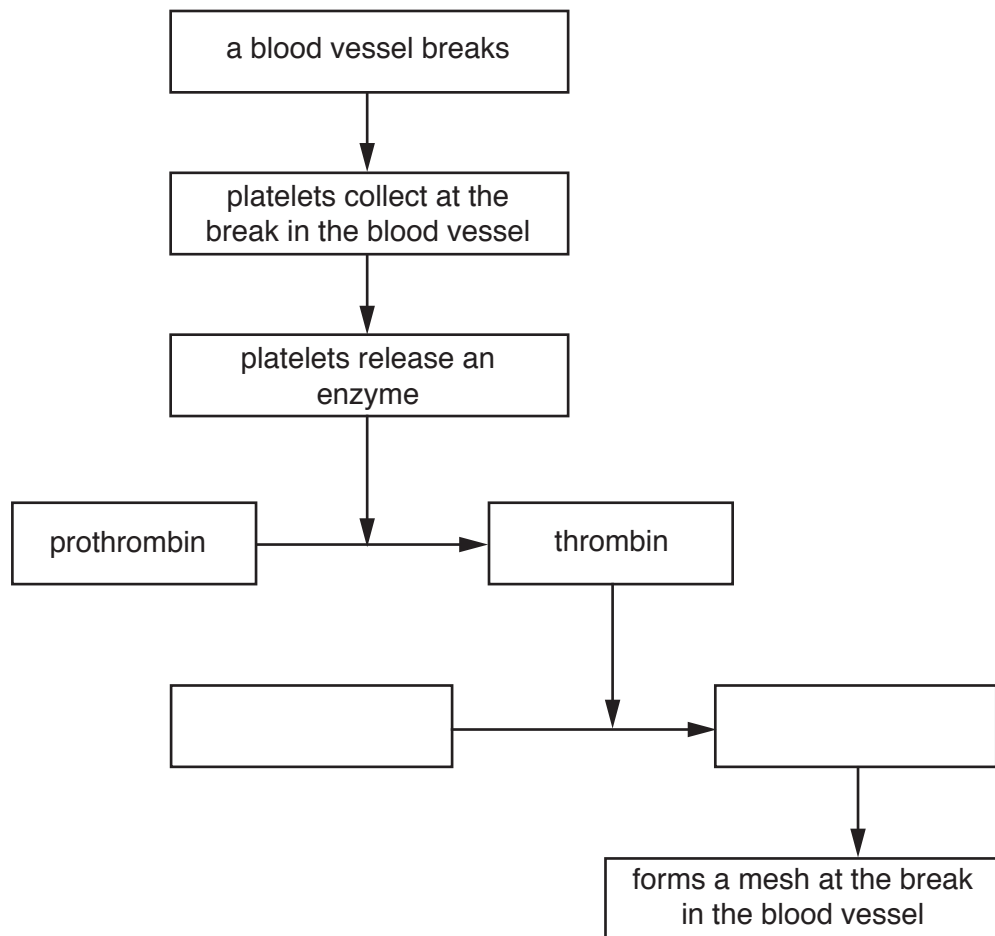 a blood vessel breaks
platelets collect at the
break in the blood vessel
platelets release an
enzyme
prothrombin
thrombin
forms a mesh at the break
in the blood vessel